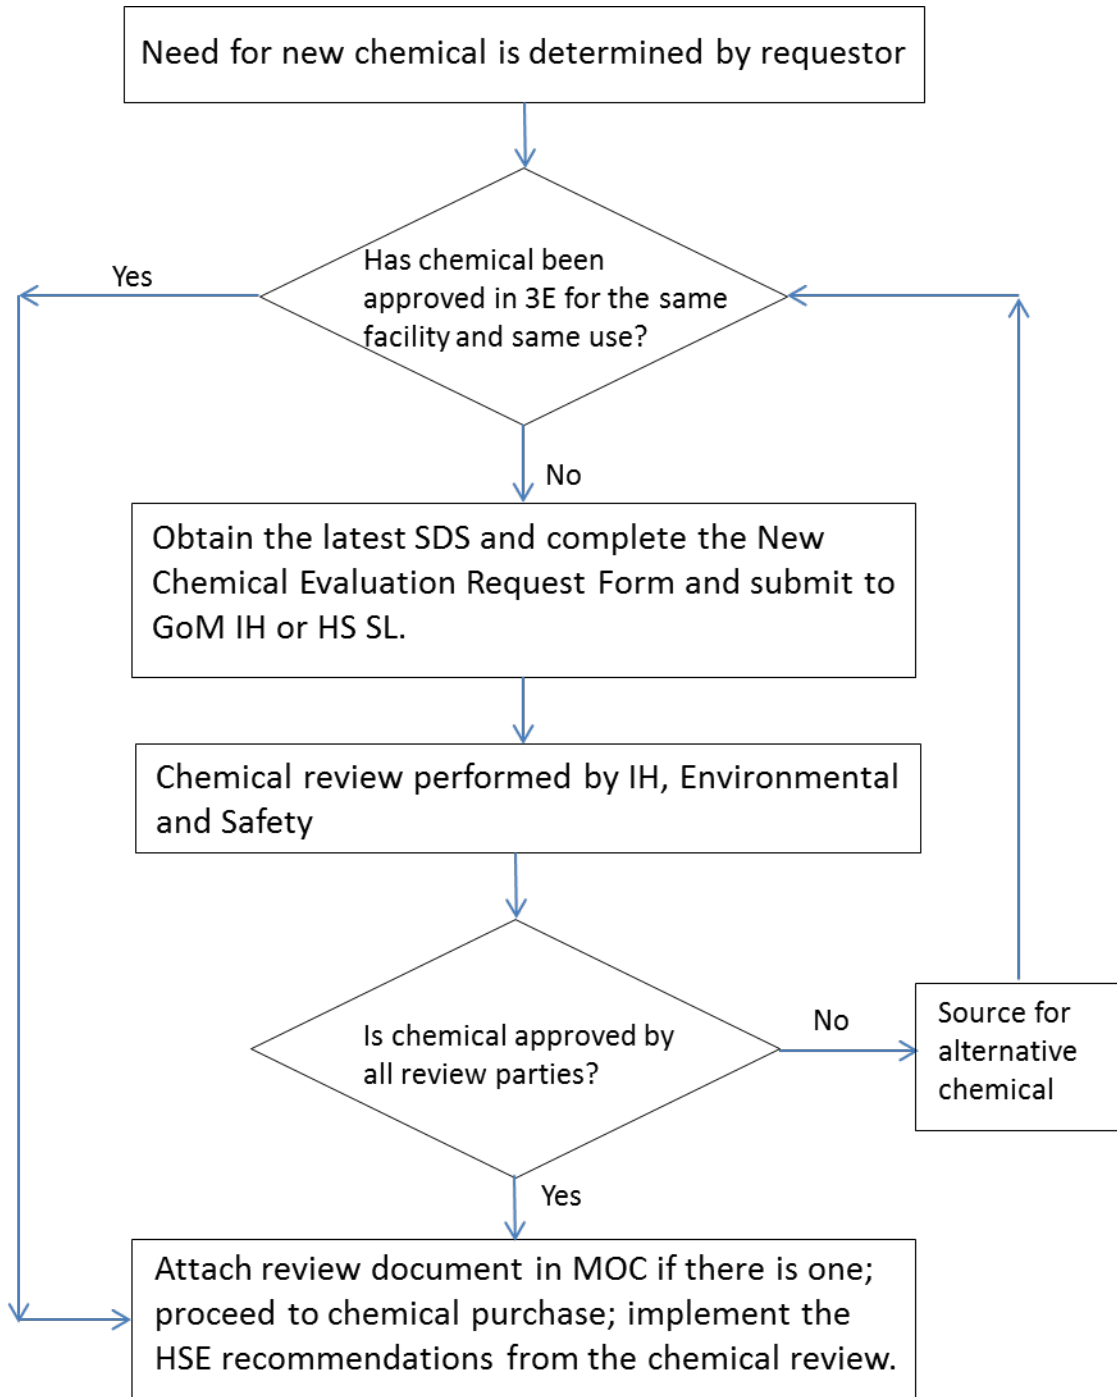 Need for new chemical is determined by requestor
Has chemical been
approved in 3E for the same
facility and same use?
Yes
No
Obtain the latest SDS and complete the New
Chemical Evaluation Request Form and submit to
GoM IH or HS SL.
Chemical review performed by IH, Environmental
and Safety
Is chemical approved by
all review parties?
No
Source for
alternative
chemical
Yes
Attach review document in MOC if there is one;
proceed to chemical purchase; implement the
HSE recommendations from the chemical review.